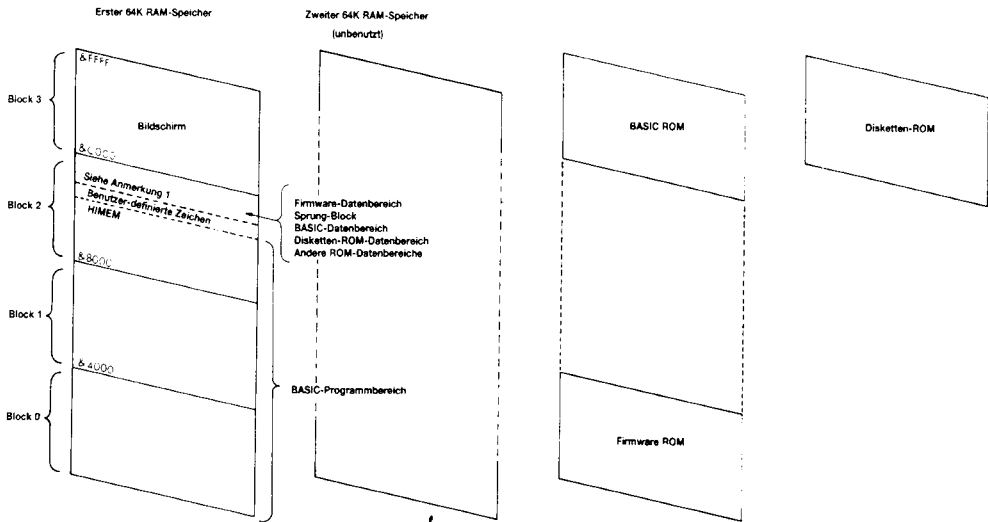 Erster 64K RAM-Speicher
Zweiter 64K RAM-Speicher
(unbenutzt)
&FFFF
Block 3
Bildschirm
BASIC ROM
Disketten-ROM
&C000
Siehe Anmerkung 1
Benutzer-definierte Zeichen
HIMEM
Block 2
Firmware-Datenbereich
Sprung-Block
BASIC-Datenbereich
Disketten-ROM-Datenbereich
Andere ROM-Datenbereiche
&8000
Block 1
&4000
BASIC-Programmbereich
Block 0
Firmware ROM